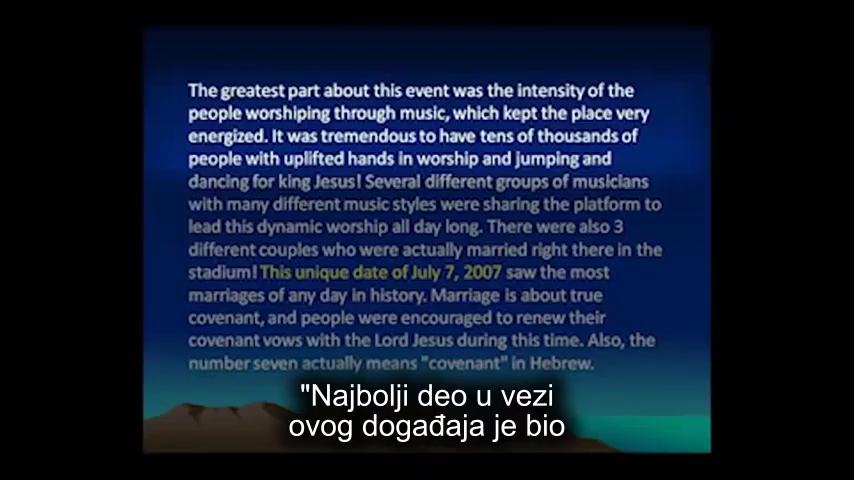 The greatest part about this event was the intensity of the
people worshiping through music, which kept the place very
energized. It was tremendous to have tens of thousands of
people with uplifted hands in worship and jumping and
dancing for king Jesus! Several different groups of musicians
with many different music styles were sharing the platform to
lead this dynamic worship all day long. There were also 3
different couples who were actually married right there in the
stadium! This unique date of July 7, 2007 saw the most
marriages of any day in history. Marriage is about true
covenant, and people were encouraged to renew their
covenant vows with the Lord Jesus during this time. Also, the
number seven actually means "covenant" in Hebrew.
"Najbolji deo u vezi
ovog događaja je bio